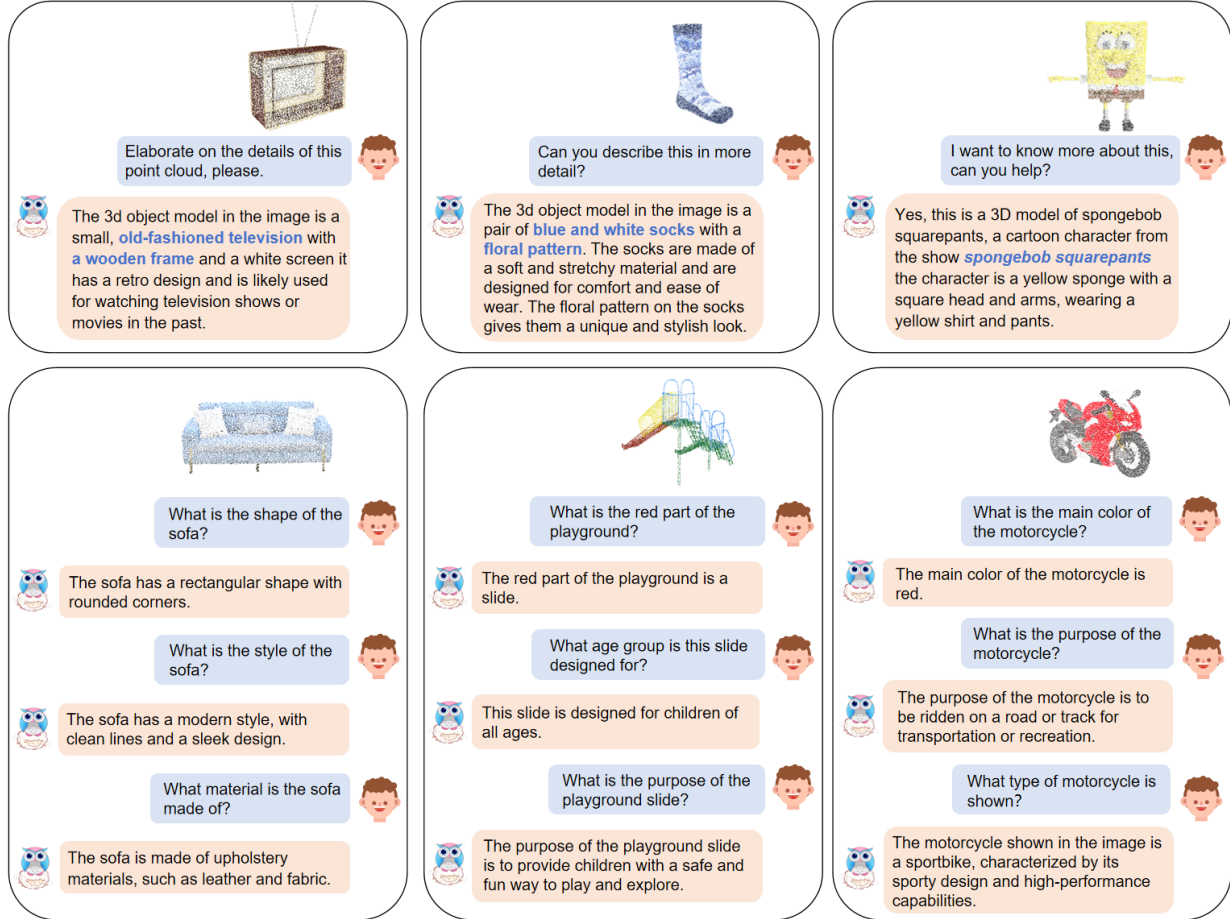 Elaborate on the details of this
point cloud, please.
The 3d object model in the image is a
small, old-fashioned television with
a wooden frame and a white screen it
has a retro design and is likely used
for watching television shows or
movies in the past.
Can you describe this in more
detail?
The 3d object model in the image is a
pair of blue and white socks with a
floral pattern. The socks are made of
a soft and stretchy material and are
designed for comfort and ease of
wear. The floral pattern on the socks
gives them a unique and stylish look.
I want to know more about this,
can you help?
Yes, this is a 3D model of spongebob
squarepants, a cartoon character from
the show spongebob squarepants
the character is a yellow sponge with a
square head and arms, wearing a
yellow shirt and pants.
What is the shape of the
sofa?
The sofa has a rectangular shape with
rounded corners.
What is the style of the
sofa?
The sofa has a modern style, with
clean lines and a sleek design.
What material is the sofa
made of?
The sofa is made of upholstery
materials, such as leather and fabric.
What is the red part of the
playground?
The red part of the playground is a
slide.
What age group is this slide
designed for?
This slide is designed for children of
all ages.
What is the purpose of the
playground slide?
The purpose of the playground slide
is to provide children with a safe and
fun way to play and explore.
What is the main color of
the motorcycle?
The main color of the motorcycle is
red.
What is the purpose of the
motorcycle?
The purpose of the motorcycle is to
be ridden on a road or track for
transportation or recreation.
What type of motorcycle is
shown?
The motorcycle shown in the image is
a sportbike, characterized by its
sporty design and high-performance
capabilities.